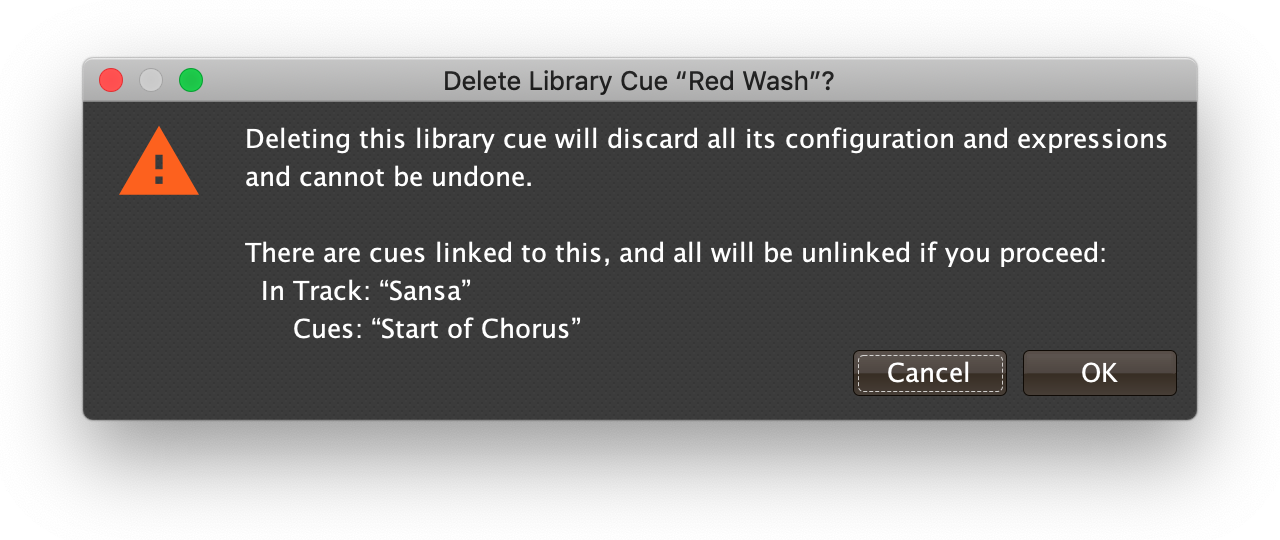 Delete Library Cue “Red Wash”?
Deleting this library cue will discard all its configuration and expressions
and cannot be undone.
There are cues linked to this, and all will be unlinked if you proceed:
In Track: “Sansa”
Cues: “Start of Chorus”
Cancel OK